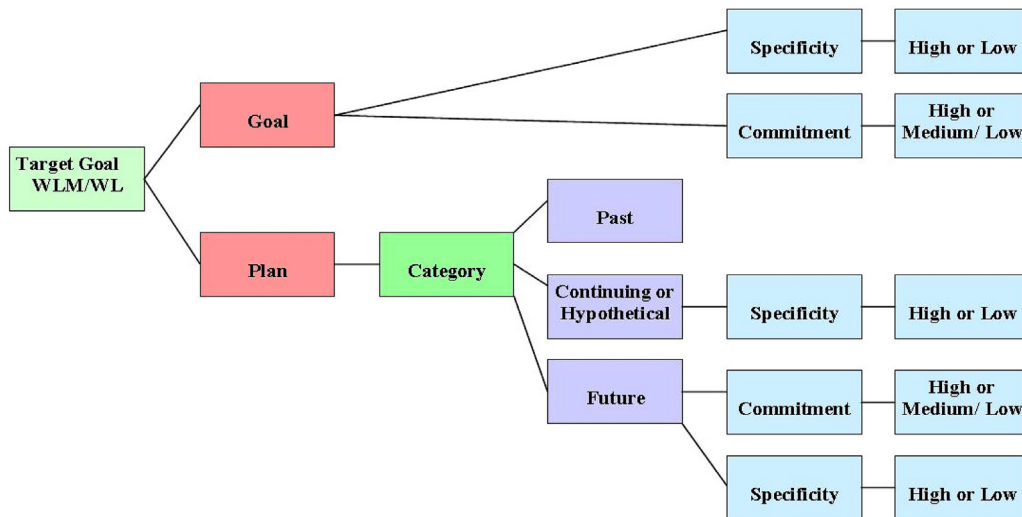 Specificity
High or Low
Goal
Commitment
High or
Medium/ Low
Target Goal
WLM/WL
Past
Plan
Category
Continuing or
Hypothetical
Specificity
High or Low
Future
Commitment
High or
Medium/ Low
Specificity
High or Low